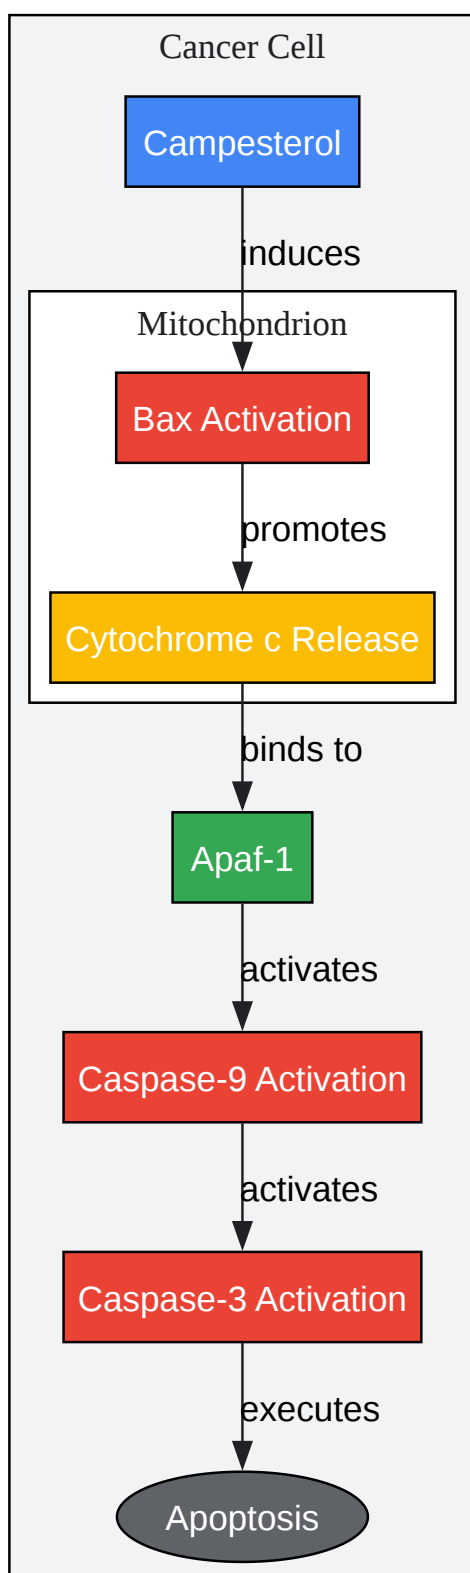 Cancer Cell
Campesterol
induces
Mitochondrion
Bax Activation
promotes
Cytochrome c Release
binds to
Apaf-1
activates
Caspase-9 Activation
activates
Caspase-3 Activation
executes
Apoptosis